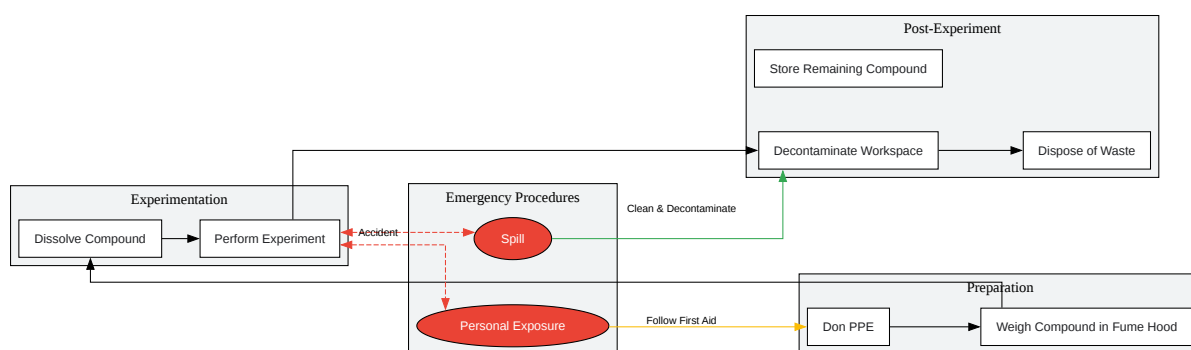 Post-Experiment
Store Remaining Compound
Decontaminate Workspace
Dispose of Waste
Experimentation
Dissolve Compound
Perform Experiment
Accident
Emergency Procedures
Spill
Personal Exposure
Clean & Decontaminate
Follow First Aid
Preparation
Don PPE
Weigh Compound in Fume Hood